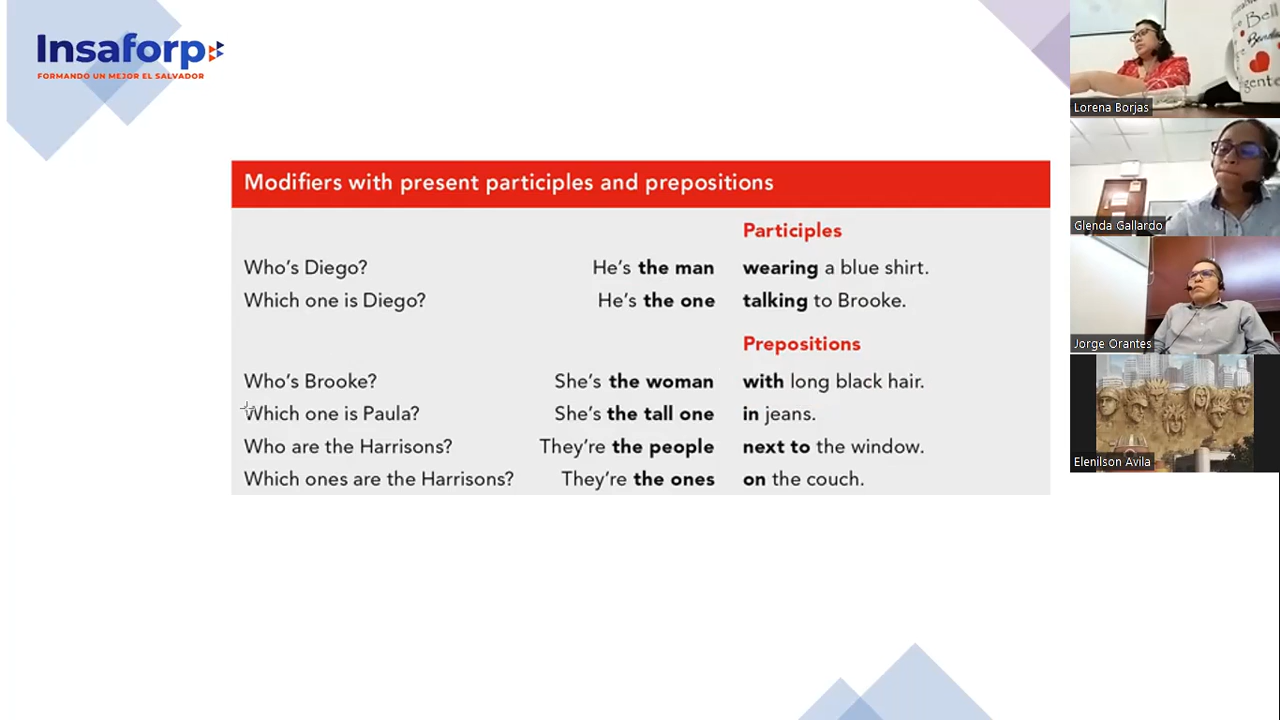 Insaforp
FORMANDO UN MEJOR EL SALVADOR
Modifiers with present participles and prepositions
Participles
Who's Diego? He's the man wearing a blue shirt.
Which one is Diego? He's the one talking to Brooke.
Prepositions
Who's Brooke? She's the woman with long black hair.
Which one is Paula? She's the tall one in jeans.
Who are the Harrisons? They're the people next to the window.
Which ones are the Harrisons? They're the ones on the couch.
Bell
Lorena Borjas
Glenda Gallardo
Jorge Orantes
Elenilson Avila